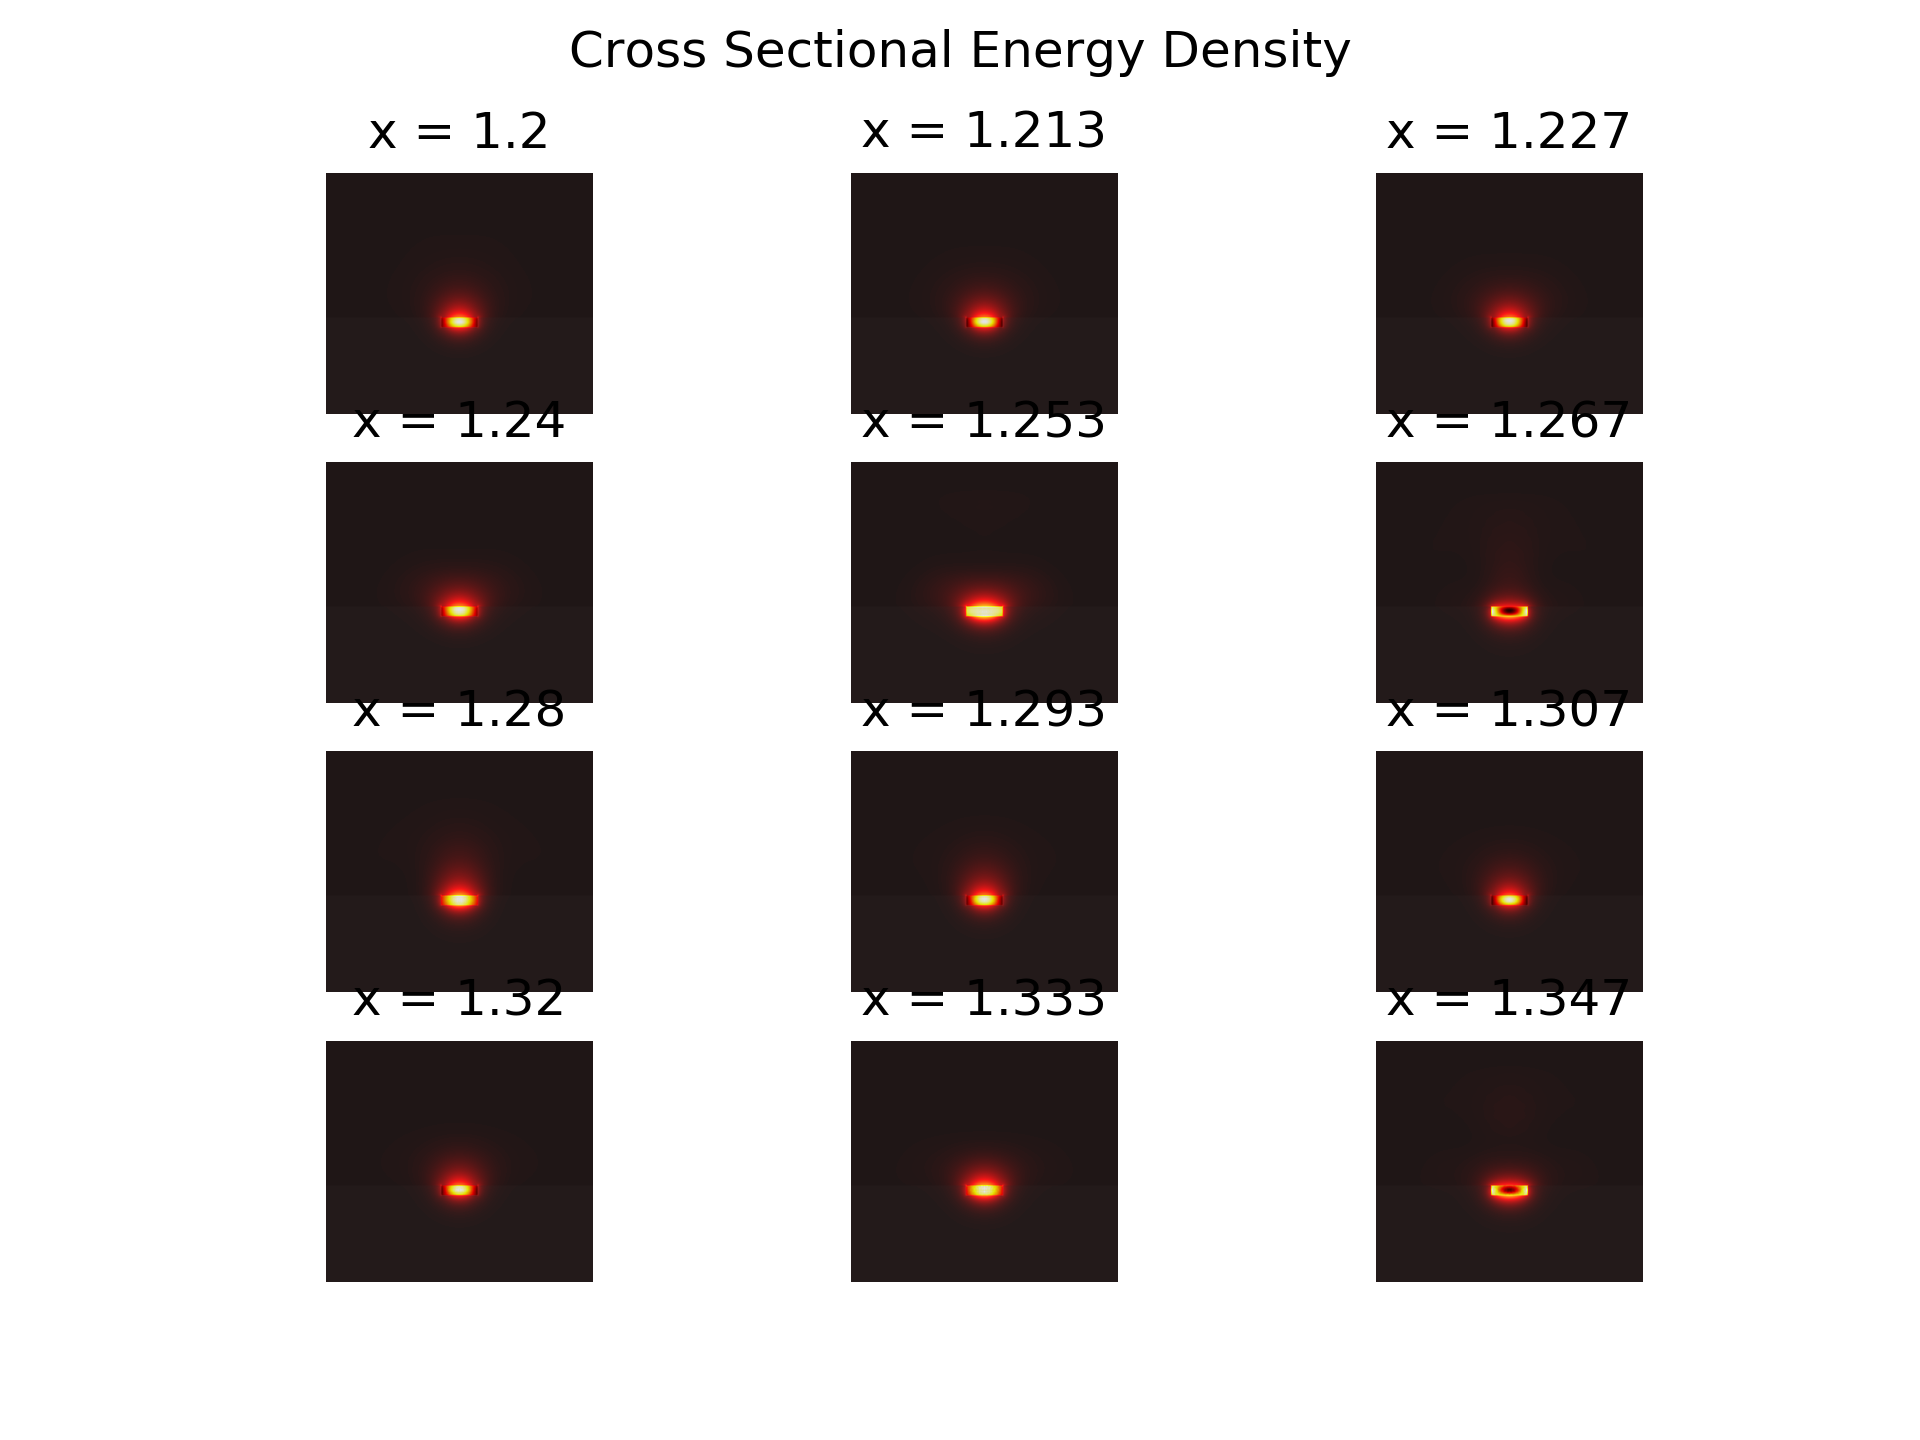 Cross Sectional Energy Density
x = 1.2
x = 1.213
x = 1.227
x = 1.24
x = 1.253
x = 1.267
x = 1.28
x = 1.293
x = 1.307
x = 1.32
x = 1.333
x = 1.347